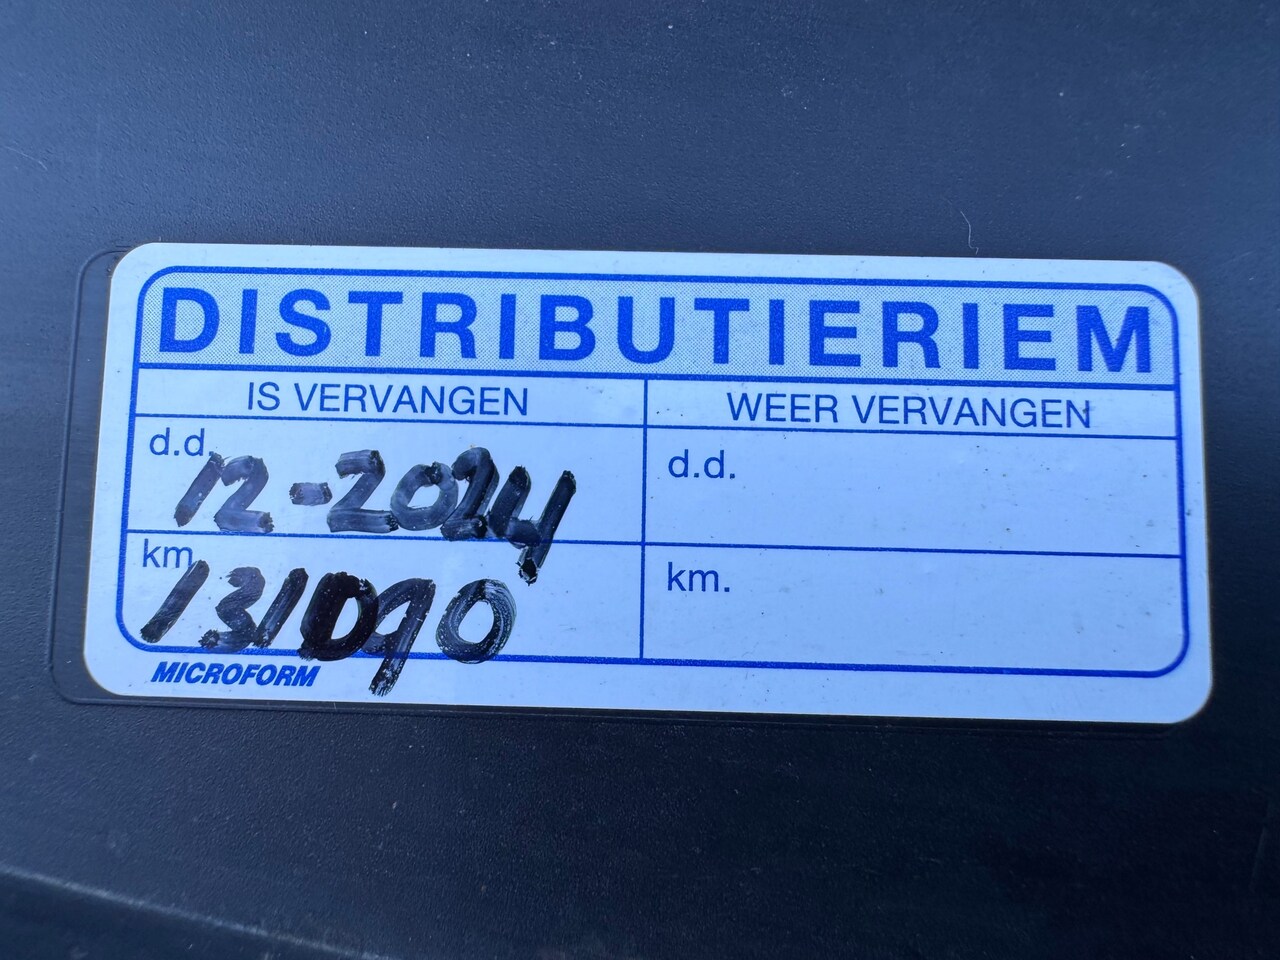 DISTRIBUTIERIEM
IS VERVANGEN
WEER VERVANGEN
d.d. 12-2024
d.d.
km. 131090
km.
MICROFORM